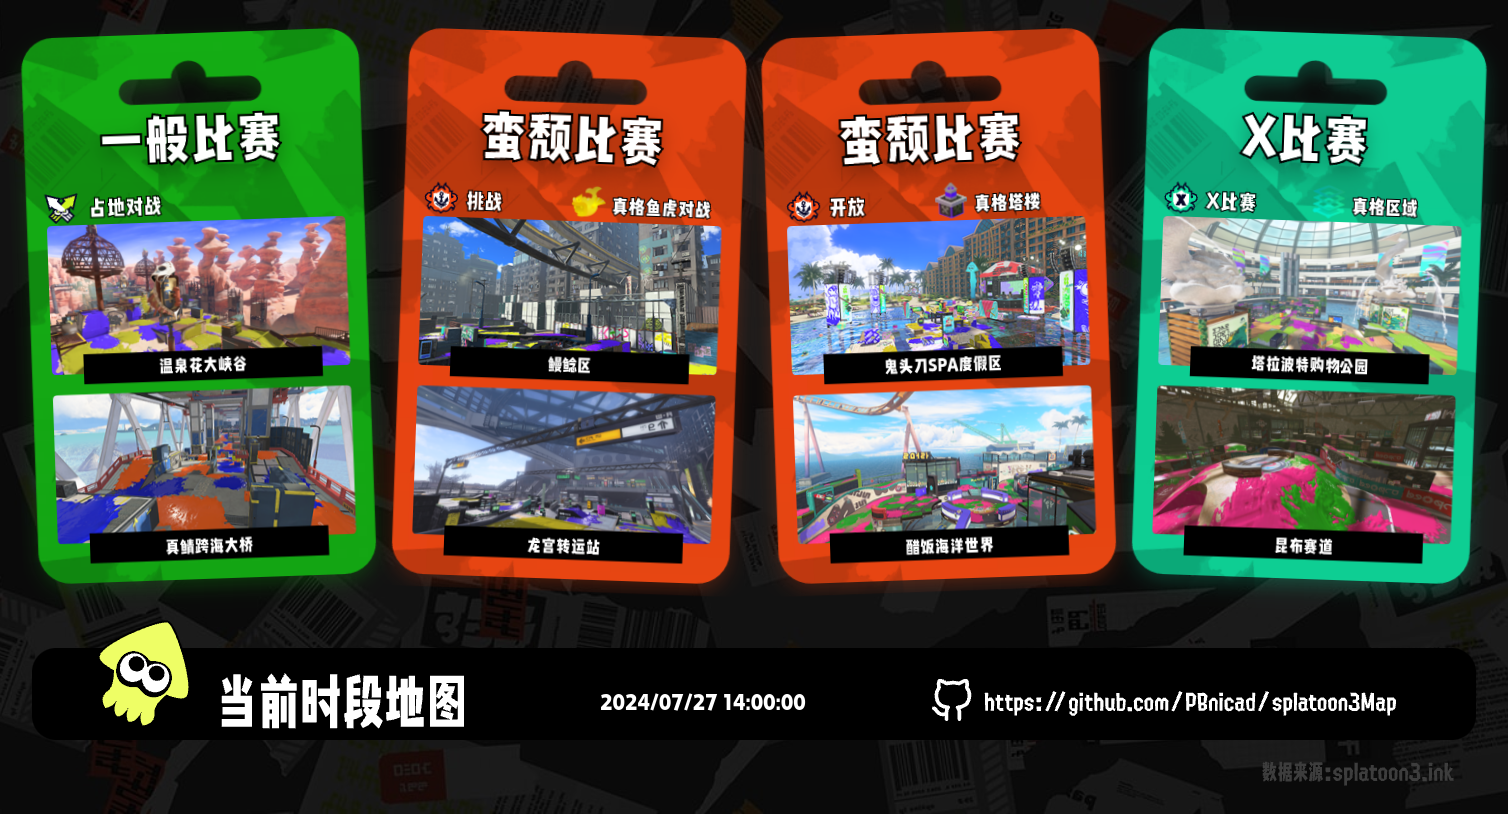 一般比赛
占地对战
温泉花大峡谷
真鲭跨海大桥
蛮颓比赛
挑战
真格鱼虎对战
鳗鲶区
龙宫转运站
蛮颓比赛
开放
真格塔楼
鬼头刀SPA度假区
醋饭海洋世界
X比赛
X比赛
真格区域
塔拉波特购物公园
昆布赛道
当前时段地图
2024/07/27 14:00:00
https://github.com/PBnicad/splatoon3Map
数据来源:splatoon3.ink